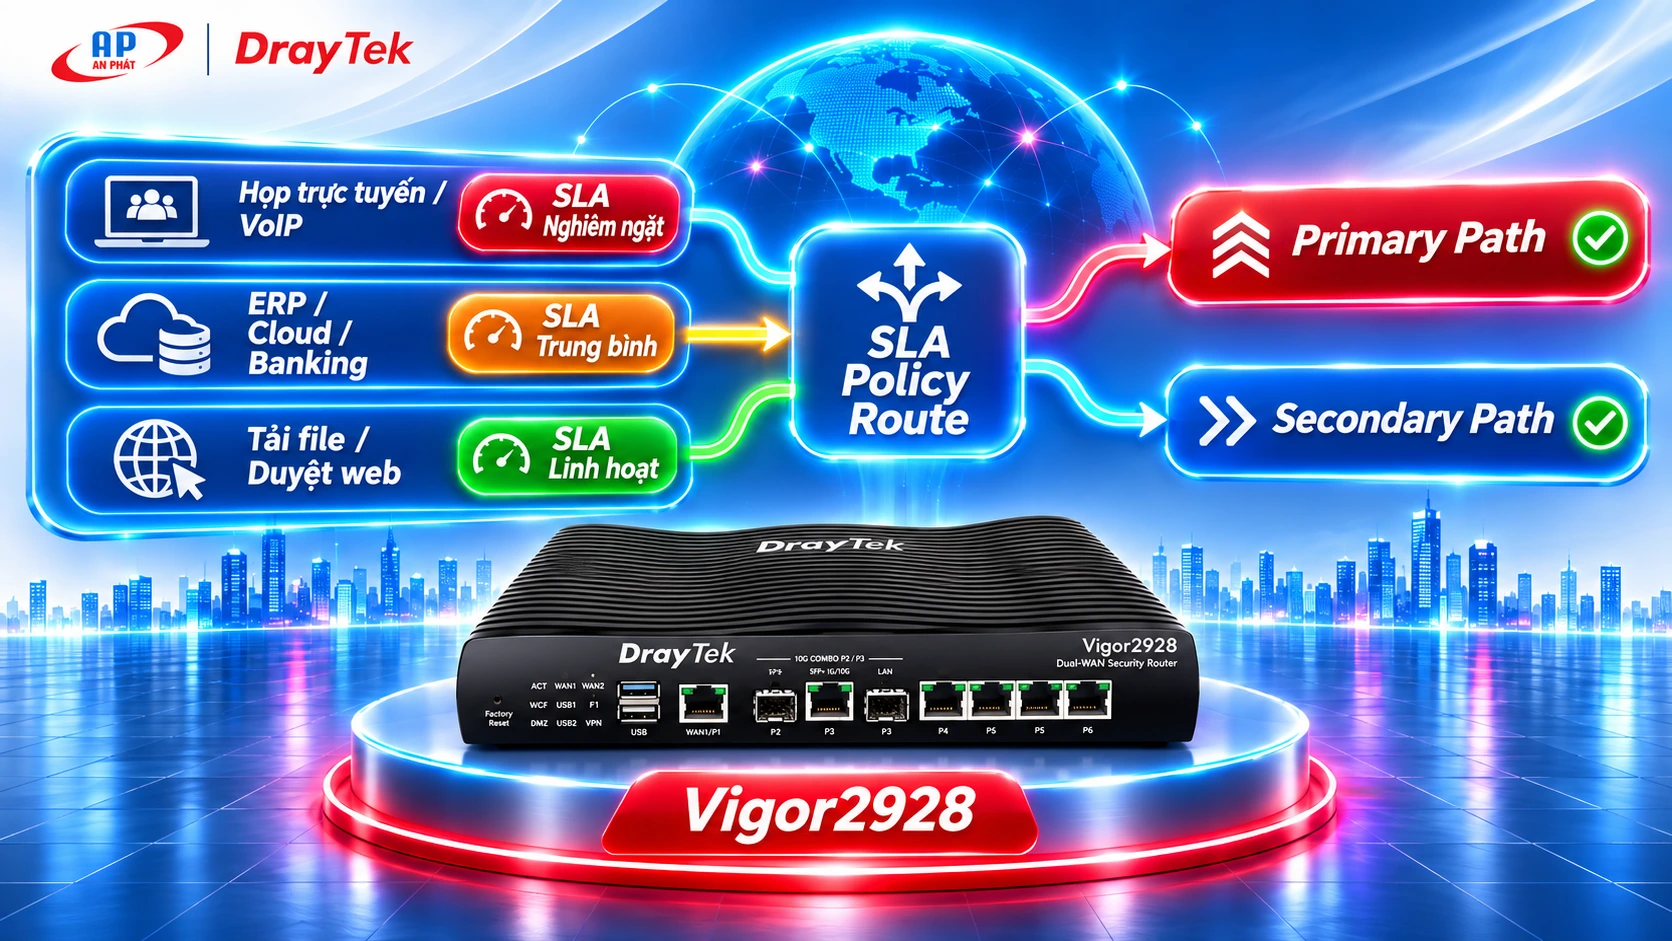 AP
AN PHÁT
DrayTek
Họp trực tuyến /
VoIP
SLA
Nghiêm ngặt
ERP /
Cloud /
Banking
SLA
Trung bình
Tải file /
Duyệt web
SLA
Linh hoạt
SLA
Policy
Route
Primary Path
Secondary Path
DrayTek
DrayTek
Vigor2928
Dual-WAN Security Router
10G COMBO P2 / P3
SFP+ 1G/10G
LAN
ACT WAN1 WAN2
WCF USB1 F1
DMZ USB2 VPN
Factory
Reset
USB
WAN1/P1
P2
P3
P3
P4
P5
P5
P6
Vigor2928